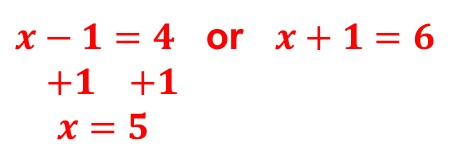 x − 1 = 4 or x + 1 = 6
+1 +1
x = 5